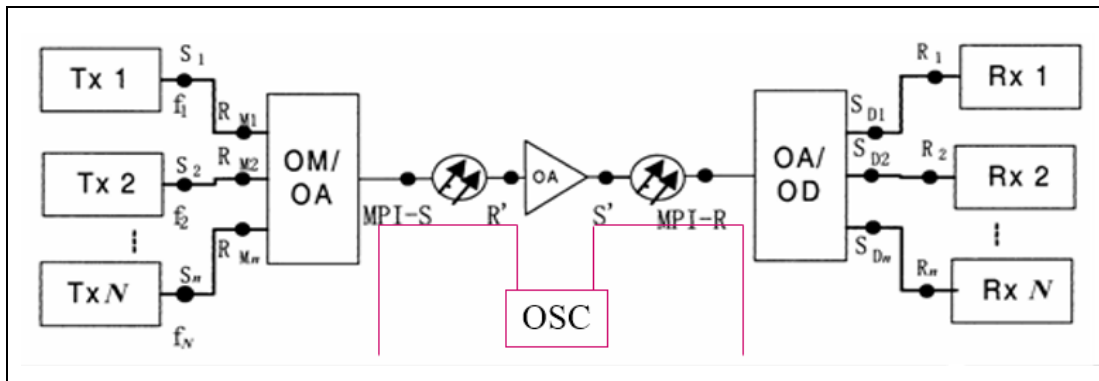 Tx 1
S1
f1
RM1
Tx 2
S2
f2
RM2
Tx N
Sn
fN
RMn
OM/
OA
MPI-S
R'
OA
S'
MPI-R
OSC
OA/
OD
SD1
SD2
SDn
R1
Rx 1
R2
Rx 2
Rn
Rx N